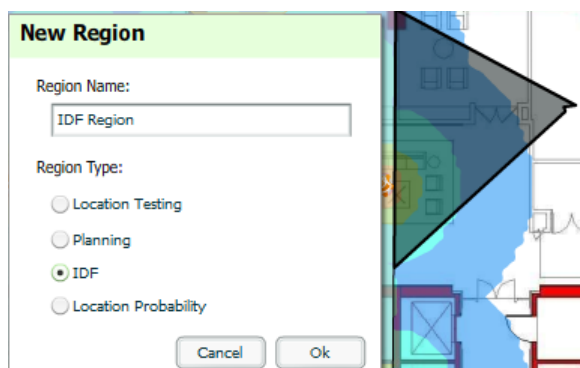 New Region
Region Name:
IDF Region
Region Type:
Location Testing
Planning
IDF
Location Probability
Cancel
Ok